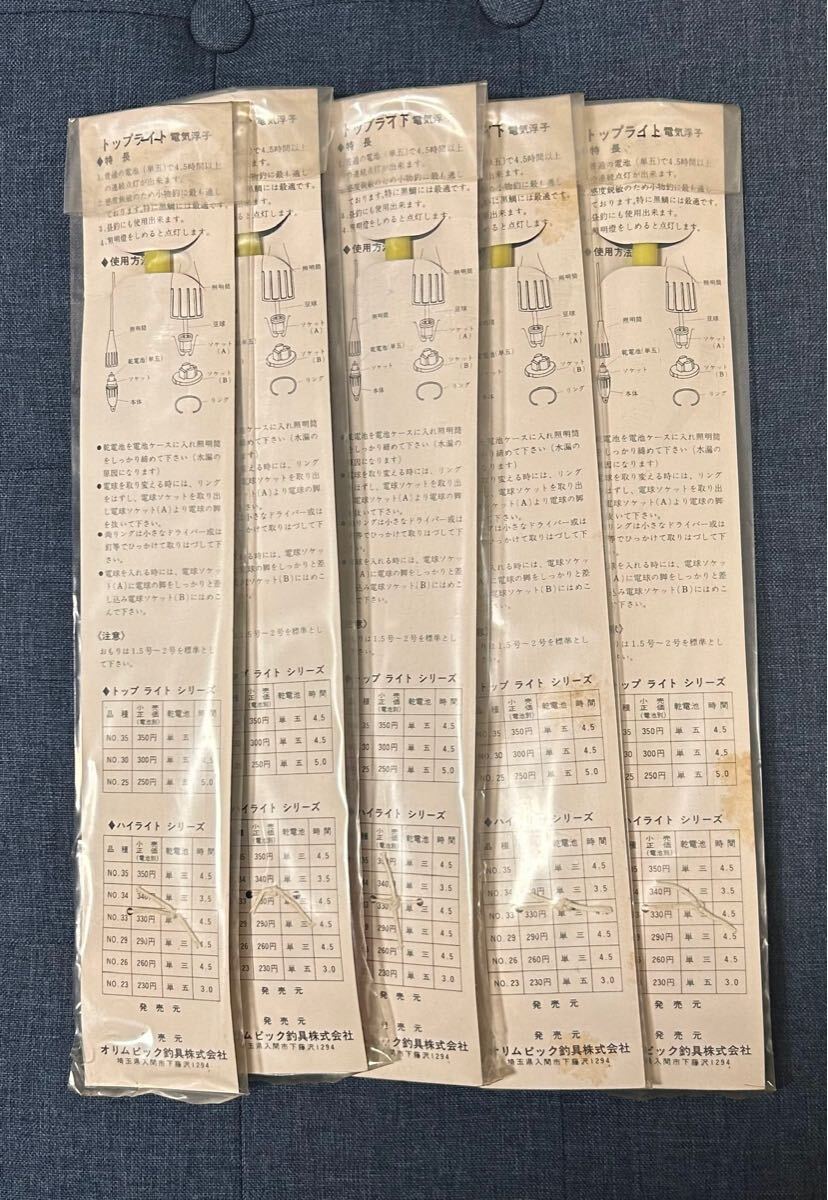 トップライト 電気浮子
◆特長
1.普通の電池(単五)で4.5時間以上
の連続点灯が出来ます。
2.感度鋭敏のため小物釣に最も適し
ております。特に黒鯛には最適です。
3.昼釣にも使用出来ます。
4.照明燈をしめると点灯します。
◆使用方法
照明筒
豆球
照明筒
ソケット(A)
乾電池(単五)
ソケット(B)
ソケット
本体
リング
●乾電池を電池ケースに入れ照明筒
をしっかり締めて下さい(水漏の
原因になります)
●電球を取り変える時には、リング
をはずし、電球ソケットを取り出
し電球ソケット(A)より電球の脚
を抜いて下さい。
●尚リングは小さなドライバー或は
釘等でひっかけて取りはづして下
さい。
●電球を入れる時には、電球ソケッ
ト(A)に電球の脚をしっかりと差
し込み電球ソケット(B)にはめこ
んで下さい。
《注意》
おもりは1.5号〜2号を標準とし
て下さい。
◆トップ ライト シリーズ
品種 小売正価(電池別) 乾電池 時間
NO.35 350円 単五 4.5
NO.30 300円 単五 4.5
NO.25 250円 単五 5.0
◆ハイライト シリーズ
品種 小売正価(電池別) 乾電池 時間
NO.35 350円 単三 4.5
NO.34 340円 単三 3.5
NO.33 330円 単三 4.5
NO.29 290円 単三 4.5
NO.26 260円 単三 4.5
NO.23 230円 単五 3.0
発売元
発売元
オリムピック釣具株式会社
埼玉県入間市下藤沢1294